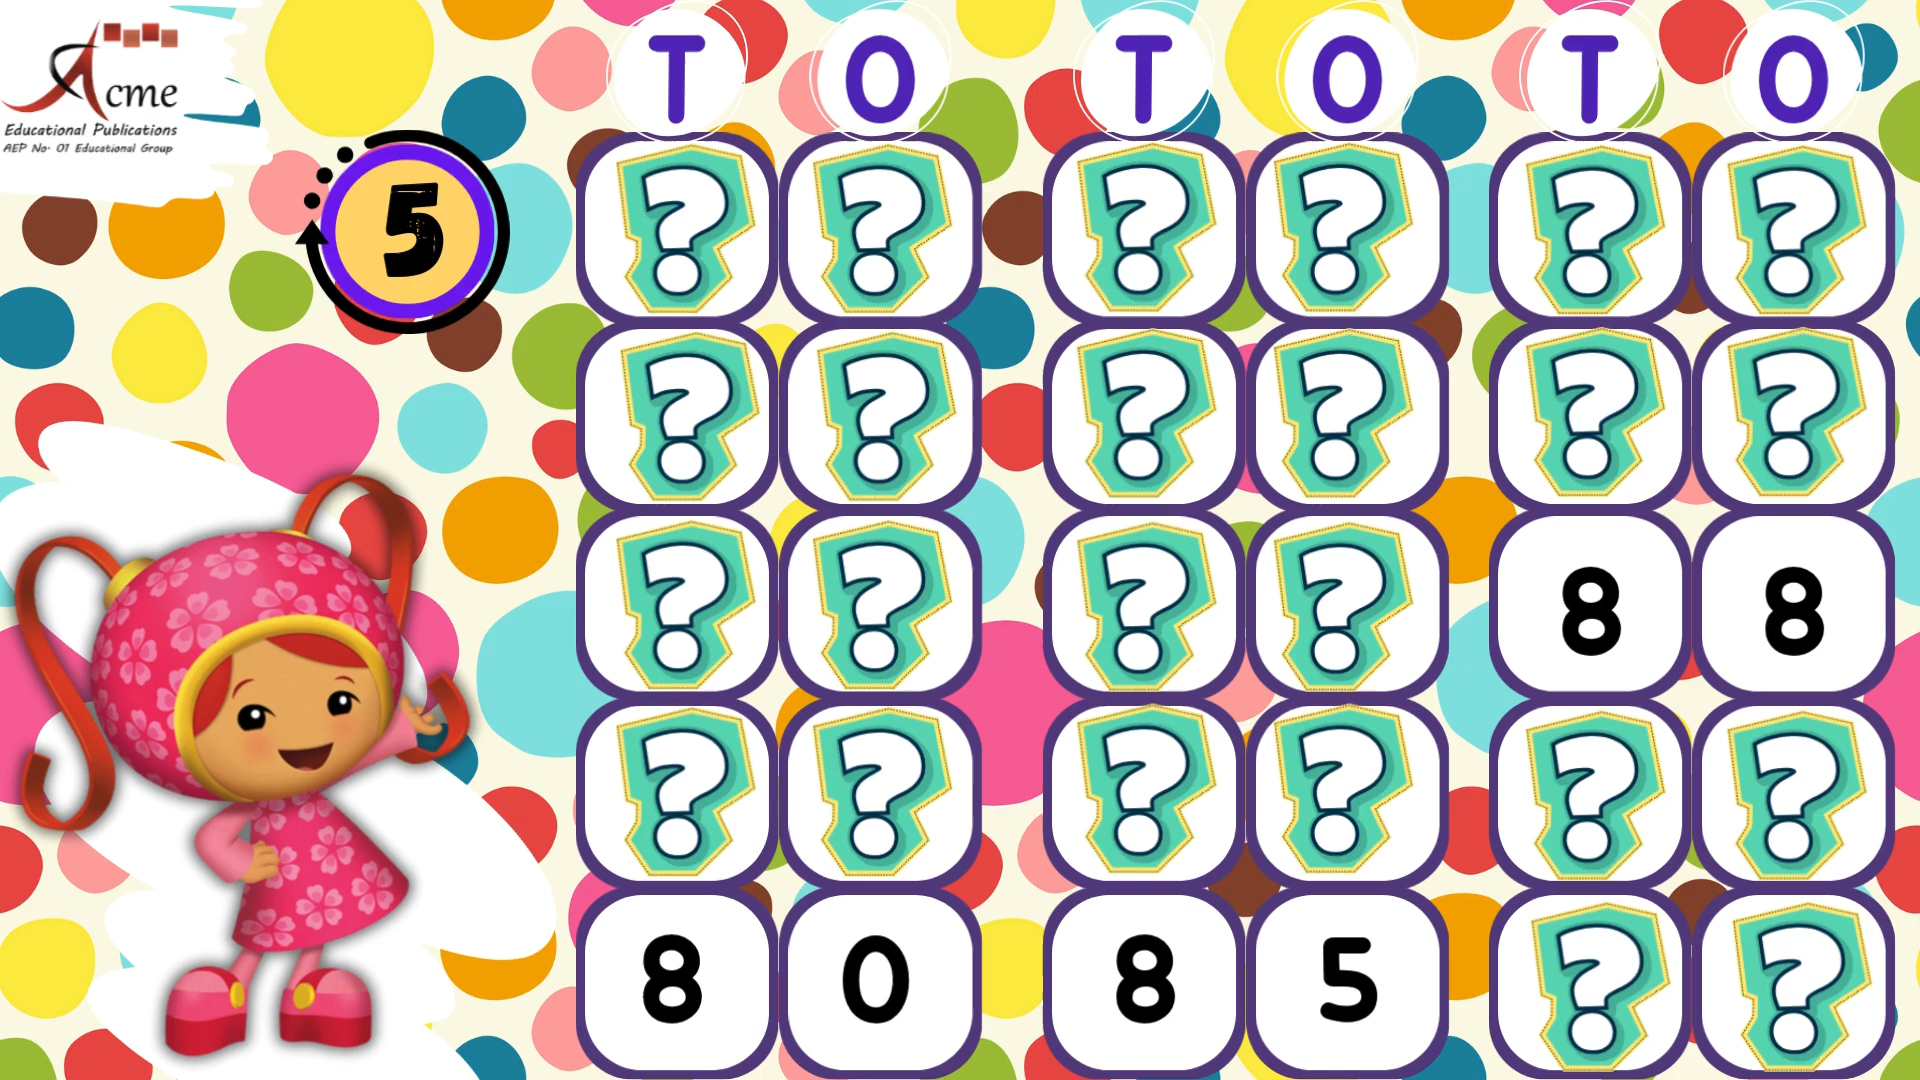 Acme
Educational Publications
AEP No. 01 Educational Group
T O T O T O
5
? ? ? ? ? ?
? ? ? ? ? ?
? ? ? ? 8 8
? ? ? ? ? ?
8 0 8 5 ? ?